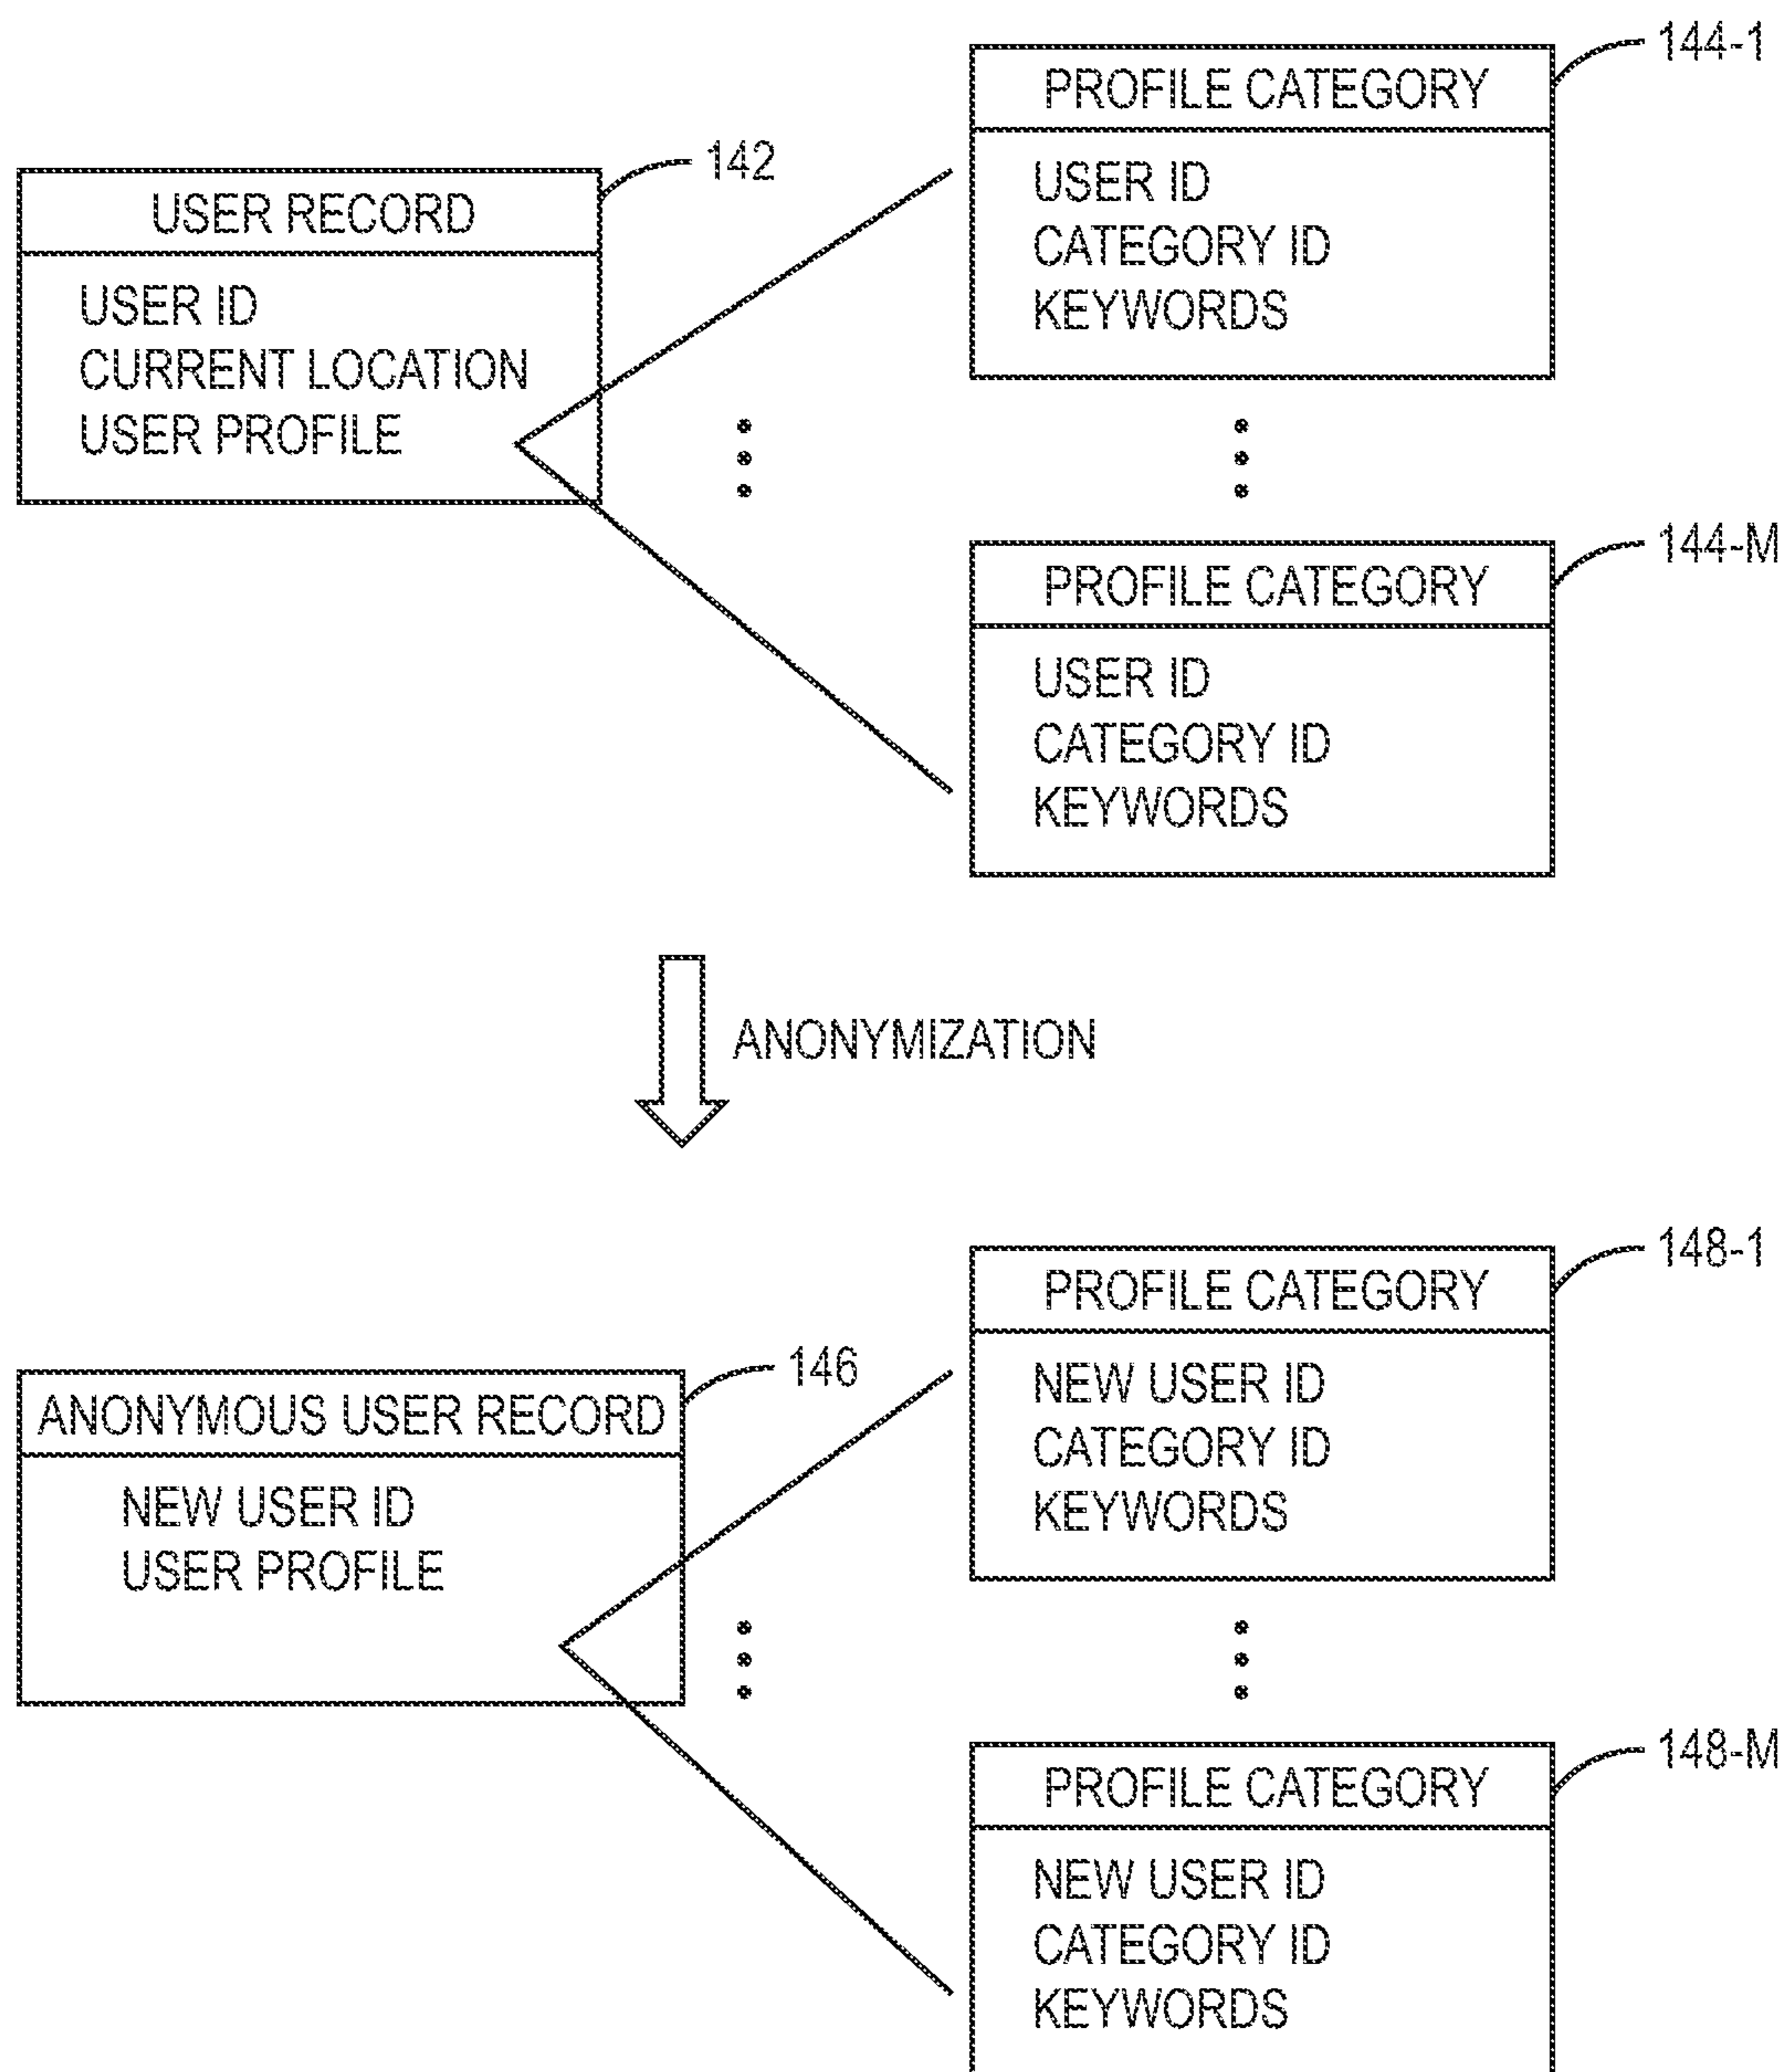 144-1
PROFILE CATEGORY
USER ID
CATEGORY ID
KEYWORDS
142
USER RECORD
USER ID
CURRENT LOCATION
USER PROFILE
144-M
PROFILE CATEGORY
USER ID
CATEGORY ID
KEYWORDS
ANONYMIZATION
148-1
PROFILE CATEGORY
NEW USER ID
CATEGORY ID
KEYWORDS
146
ANONYMOUS USER RECORD
NEW USER ID
USER PROFILE
148-M
PROFILE CATEGORY
NEW USER ID
CATEGORY ID
KEYWORDS